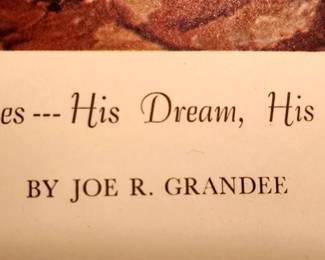 es --- His Dream, His
BY JOE R. GRANDEE